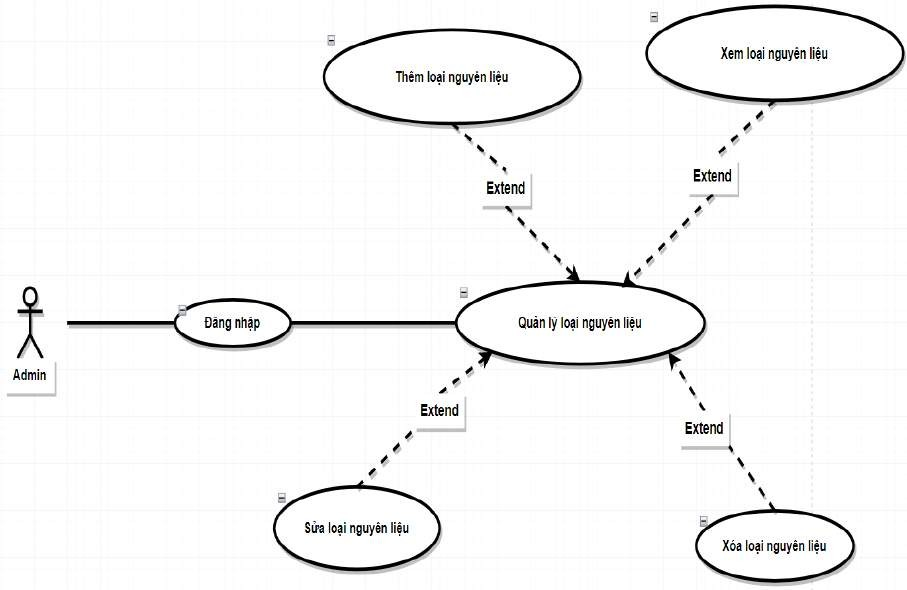 Xem loại nguyên liệu
Thêm loại nguyên liệu
Extend
Extend
Đăng nhập
Quản lý loại nguyên liệu
Admin
Extend
Extend
Sửa loại nguyên liệu
Xóa loại nguyên liệu